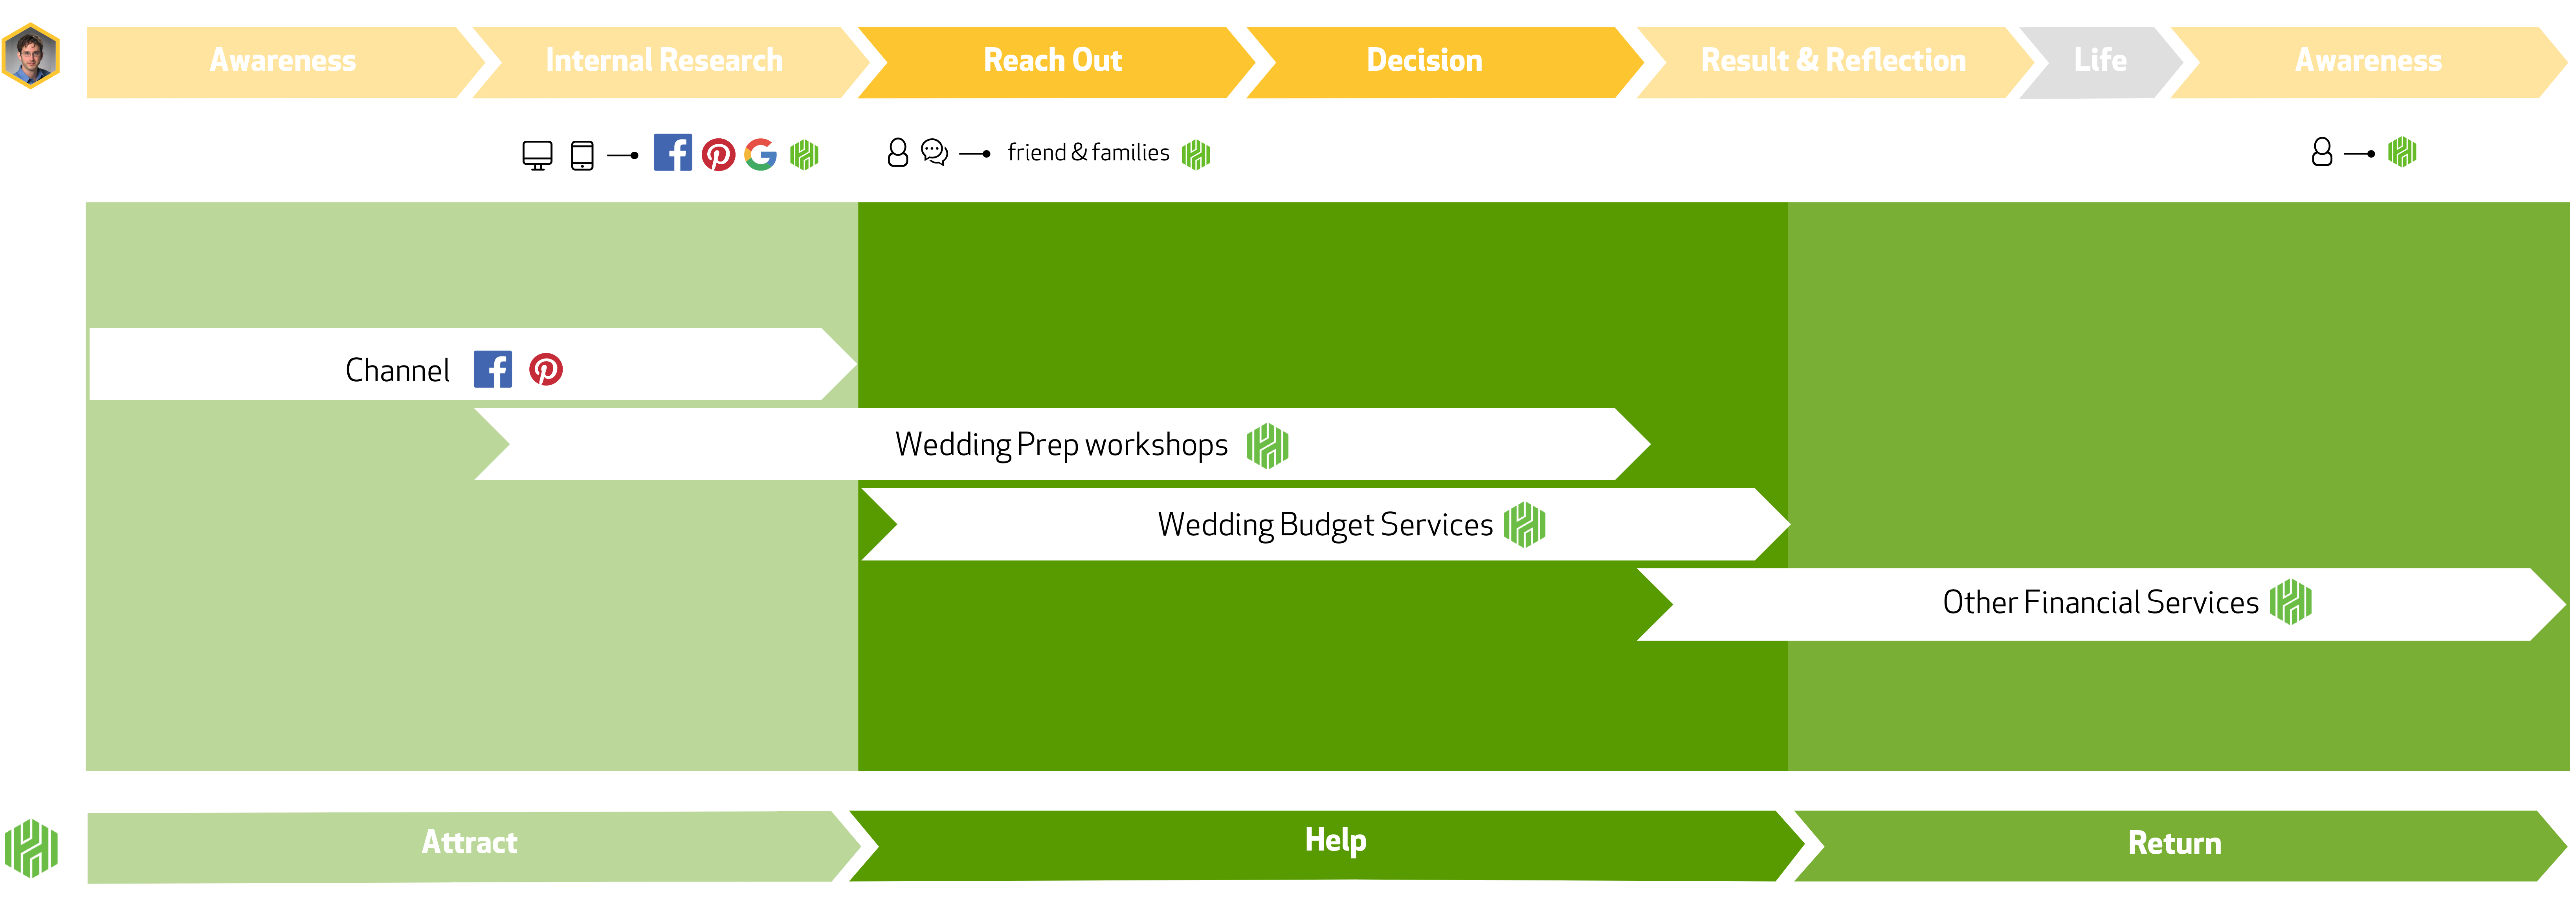 Awareness
Internal Research
Reach Out
Decision
Result & Reflection
Life
Awareness
friend & families
Channel
Wedding Prep workshops
Wedding Budget Services
Other Financial Services
Attract
Help
Return